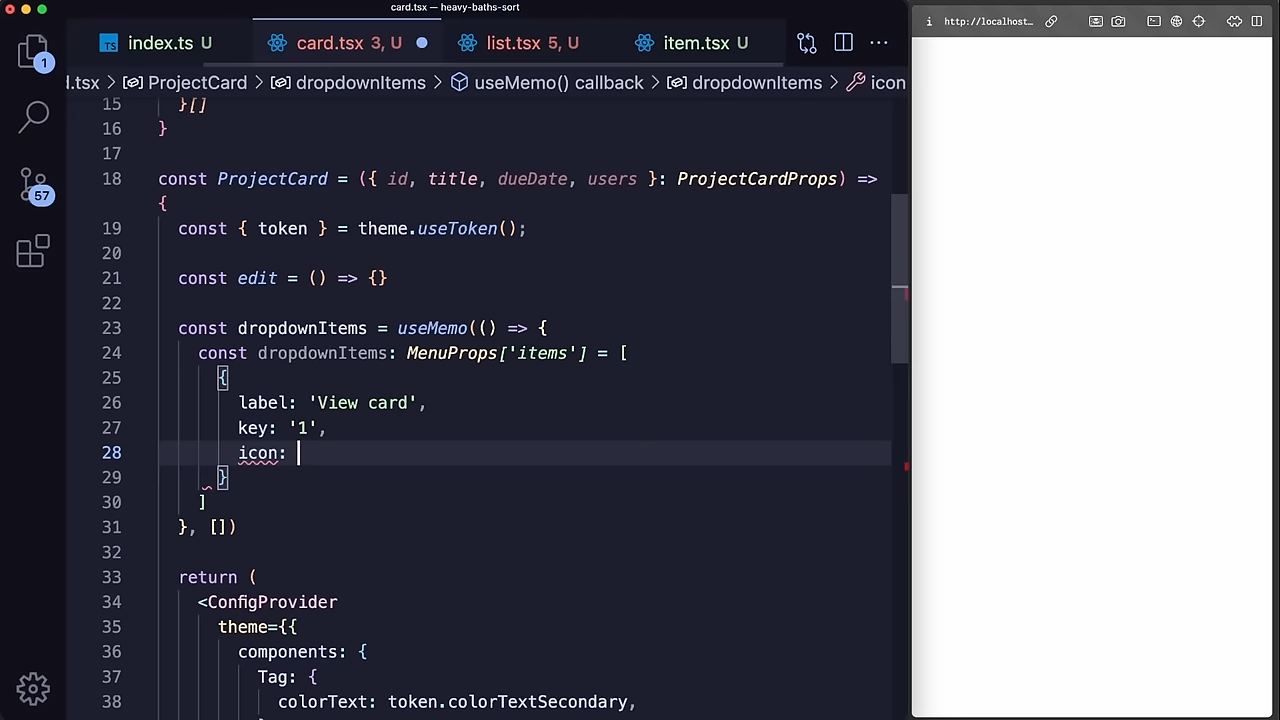 card.tsx — heavy-baths-sort
index.ts U
card.tsx 3, U
list.tsx 5, U
item.tsx U
http://localhost…
d.tsx > ProjectCard > dropdownItems > useMemo() callback > dropdownItems > icon
1
57
15 }[]
16 }
17
18 const ProjectCard = ({ id, title, dueDate, users }: ProjectCardProps) =>
{
19 const { token } = theme.useToken();
20
21 const edit = () => {}
22
23 const dropdownItems = useMemo(() => {
24 const dropdownItems: MenuProps['items'] = [
25 {
26 label: 'View card',
27 key: '1',
28 icon:
29 }
30 ]
31 }, [])
32
33 return (
34 <ConfigProvider
35 theme={{
36 components: {
37 Tag: {
38 colorText: token.colorTextSecondary,